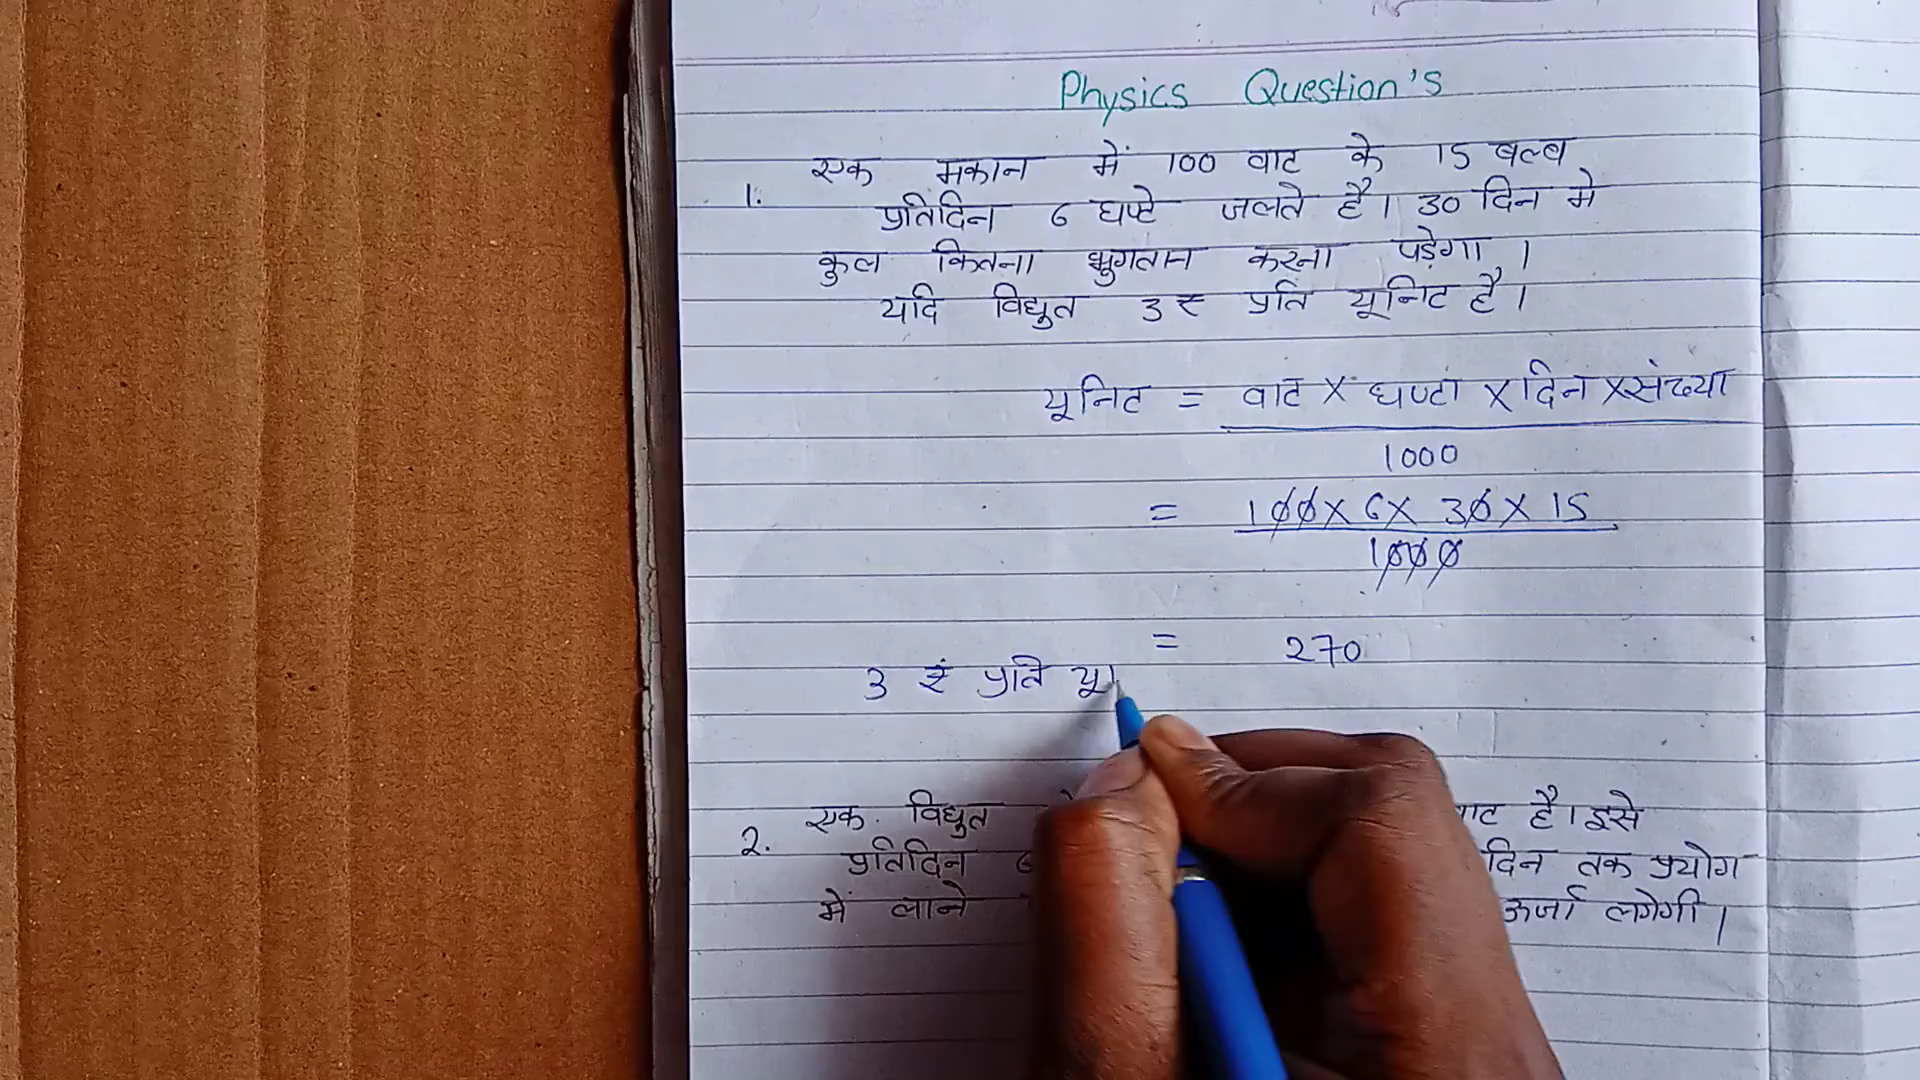 Physics Question's
1. एक मकान में 100 वाट के 15 बल्ब
प्रतिदिन 6 घण्टे जलते है। 30 दिन मे
कुल कितना भुगतान करना पड़ेगा ।
यदि विद्युत 3 ₹ प्रति यूनिट है।
यूनिट = वाट × घण्टा × दिन × संख्या
1000
= 100 × 6 × 30 × 15
1000
= 270
3 ₹ प्रति
2. एक विद्युत वाट है। इसे
प्रतिदिन 6 दिन तक प्रयोग
में लाने ऊर्जा लगेगी।